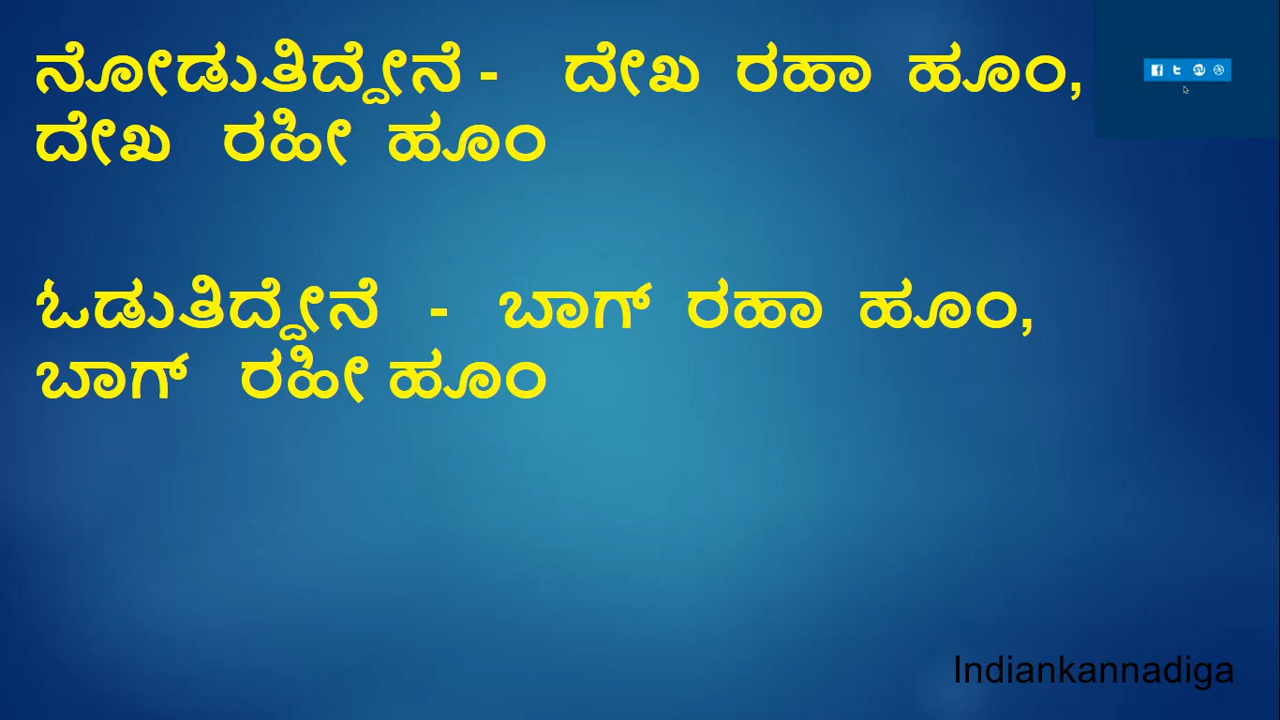 ನೋಡುತಿದ್ದೇನೆ - ದೇಖ ರಹಾ ಹೂಂ,
ದೇಖ ರಹೀ ಹೂಂ
ಓಡುತಿದ್ದೇನೆ - ಬಾಗ್ ರಹಾ ಹೂಂ,
ಬಾಗ್ ರಹೀ ಹೂಂ
Indiankannadiga